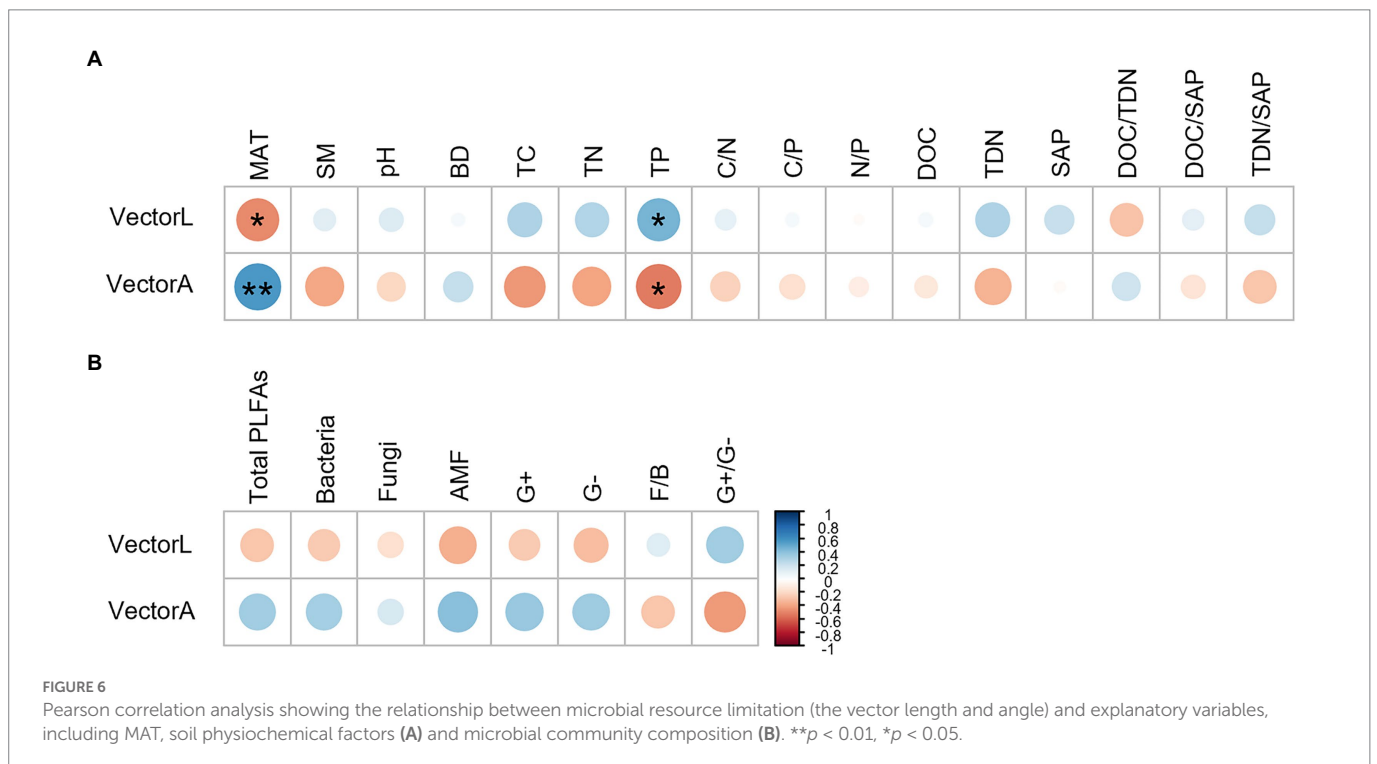 A
MAT SM pH BD TC TN TP C/N C/P N/P DOC TDN SAP DOC/TDN DOC/SAP TDN/SAP
VectorL * *
VectorA ** *
B
Total PLFAs Bacteria Fungi AMF G+ G- F/B G+/G-
VectorL
VectorA
1
0.8
0.6
0.4
0.2
0
-0.2
-0.4
-0.6
-0.8
-1
FIGURE 6
Pearson correlation analysis showing the relationship between microbial resource limitation (the vector length and angle) and explanatory variables,
including MAT, soil physiochemical factors (A) and microbial community composition (B). **p < 0.01, *p < 0.05.